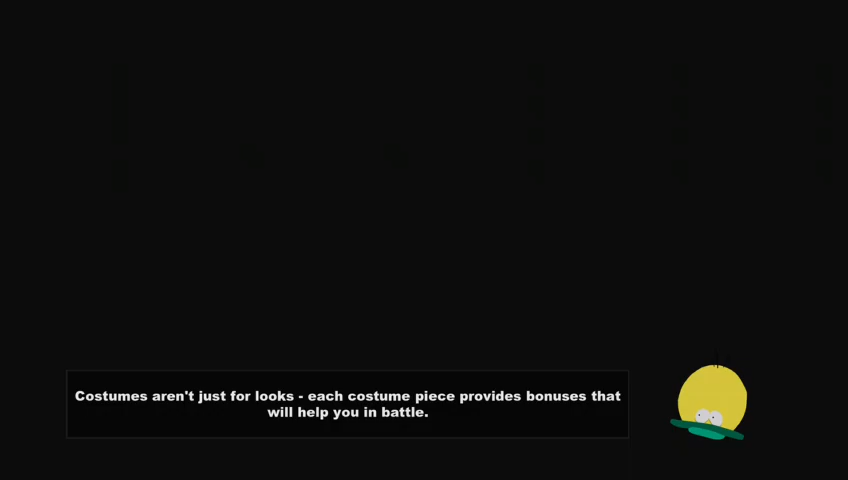 Costumes aren't just for looks - each costume piece provides bonuses that
will help you in battle.